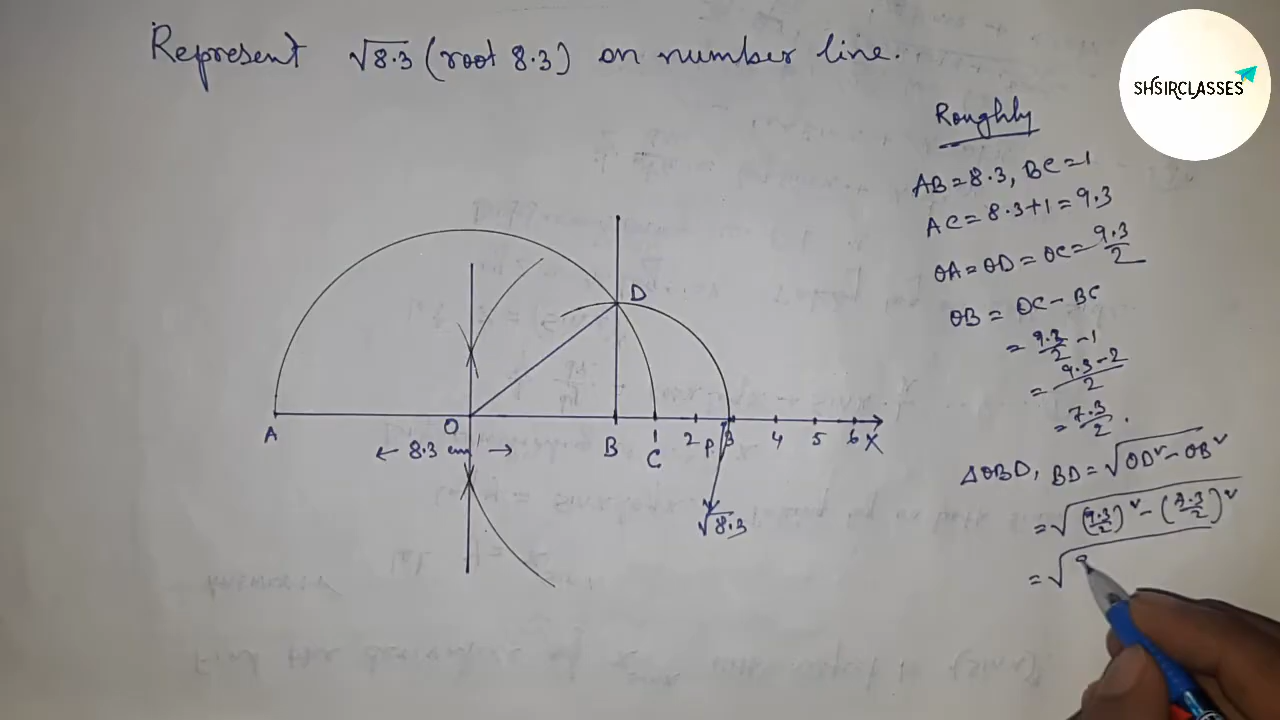 Represent √8.3 (root 8.3) on number line.
SHSIRCLASSES
Roughly
AB=8.3, BC=1
AC=8.3+1=9.3
OA=OD=OC=9.3/2
OB = OC-BC
= 9.3/2 -1
= 9.3-2/2
= 7.3/2.
ΔOBD, BD=√OD²-OB²
=√(9.3/2)²-(7.3/2)²
=√9
D
A O B 1 2 P 3 4 5 6 X
← 8.3 cm → C
√8.3